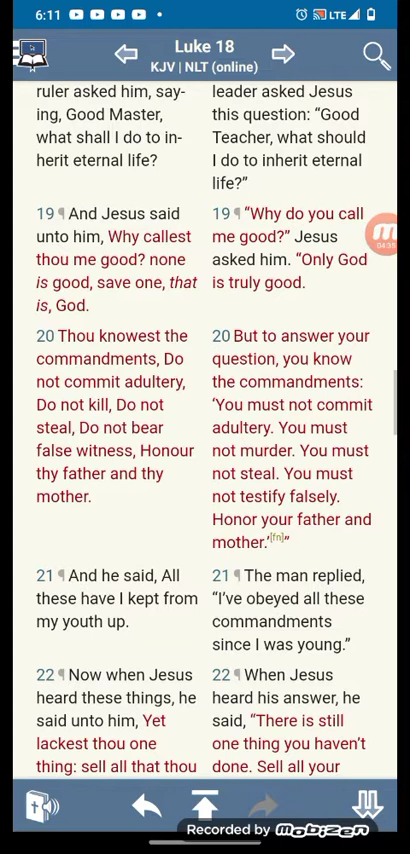 6:11
LTE
Luke 18
KJV | NLT (online)
ruler asked him, say-
ing, Good Master,
what shall I do to in-
herit eternal life?
19 ¶ And Jesus said
unto him, Why callest
thou me good? none
is good, save one, that
is, God.
20 Thou knowest the
commandments, Do
not commit adultery,
Do not kill, Do not
steal, Do not bear
false witness, Honour
thy father and thy
mother.
21 ¶ And he said, All
these have I kept from
my youth up.
22 ¶ Now when Jesus
heard these things, he
said unto him, Yet
lackest thou one
thing: sell all that thou
leader asked Jesus
this question: “Good
Teacher, what should
I do to inherit eternal
life?”
19 ¶ “Why do you call
me good?” Jesus
asked him. “Only God
is truly good.
20 But to answer your
question, you know
the commandments:
‘You must not commit
adultery. You must
not murder. You must
not steal. You must
not testify falsely.
Honor your father and
mother.’[fn]”
21 ¶ The man replied,
“I’ve obeyed all these
commandments
since I was young.”
22 ¶ When Jesus
heard his answer, he
said, “There is still
one thing you haven’t
done. Sell all your
m
04:35
Recorded by Mobizen